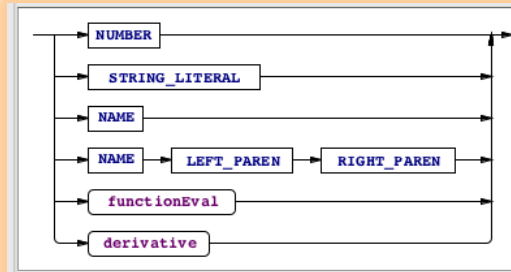 NUMBER
STRING_LITERAL
NAME
NAME LEFT_PAREN RIGHT_PAREN
functionEval
derivative